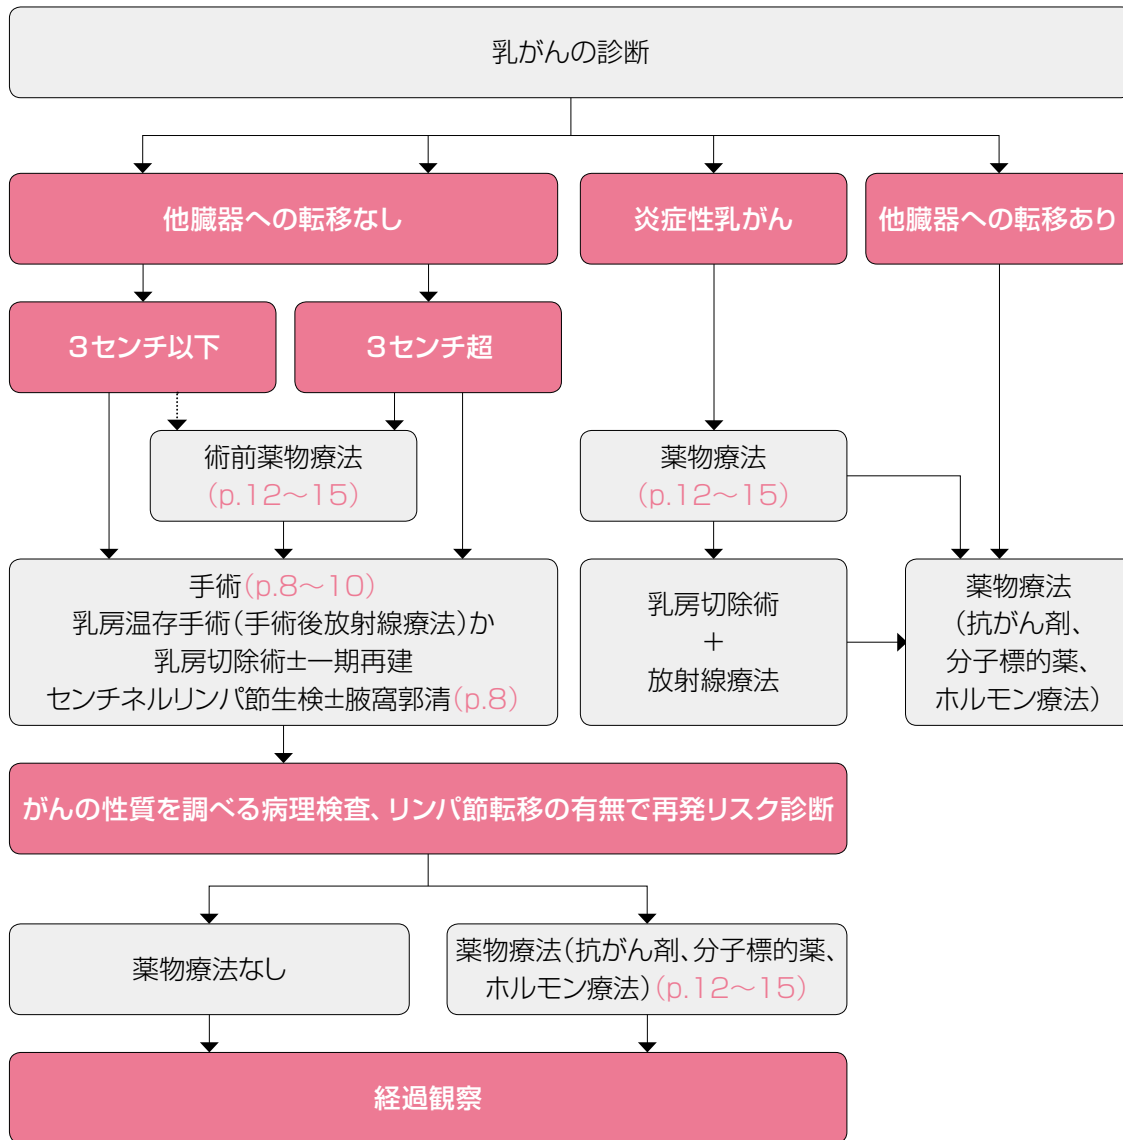 乳がんの診断
他臓器への転移なし
炎症性乳がん
他臓器への転移あり
3センチ以下
3センチ超
術前薬物療法
(p.12〜15)
薬物療法
(p.12〜15)
手術(p.8〜10)
乳房温存手術(手術後放射線療法)か
乳房切除術±一期再建
センチネルリンパ節生検±腋窩郭清(p.8)
乳房切除術
+
放射線療法
薬物療法
(抗がん剤、
分子標的薬、
ホルモン療法)
がんの性質を調べる病理検査、リンパ節転移の有無で再発リスク診断
薬物療法なし
薬物療法(抗がん剤、分子標的薬、
ホルモン療法)(p.12〜15)
経過観察